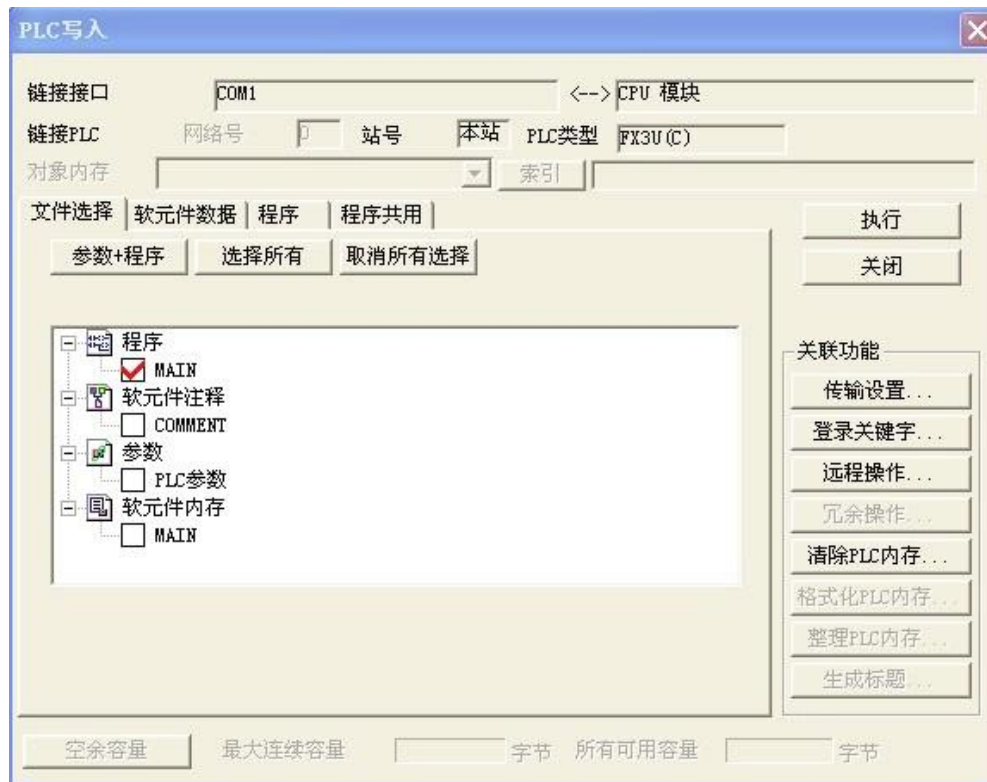 PLC写入
链接接口 COM1 <--> CPU 模块
链接PLC 网络号 0 站号 本站 PLC类型 FX3U(C)
对象内存 索引
文件选择 软元件数据 程序 程序共用
执行
参数+程序 选择所有 取消所有选择
关闭
程序
MAIN
软元件注释
COMMENT
参数
PLC参数
软元件内存
MAIN
关联功能
传输设置...
登录关键字...
远程操作...
冗余操作...
清除PLC内存...
格式化PLC内存...
整理PLC内存...
生成标题...
空余容量 最大连续容量 字节 所有可用容量 字节